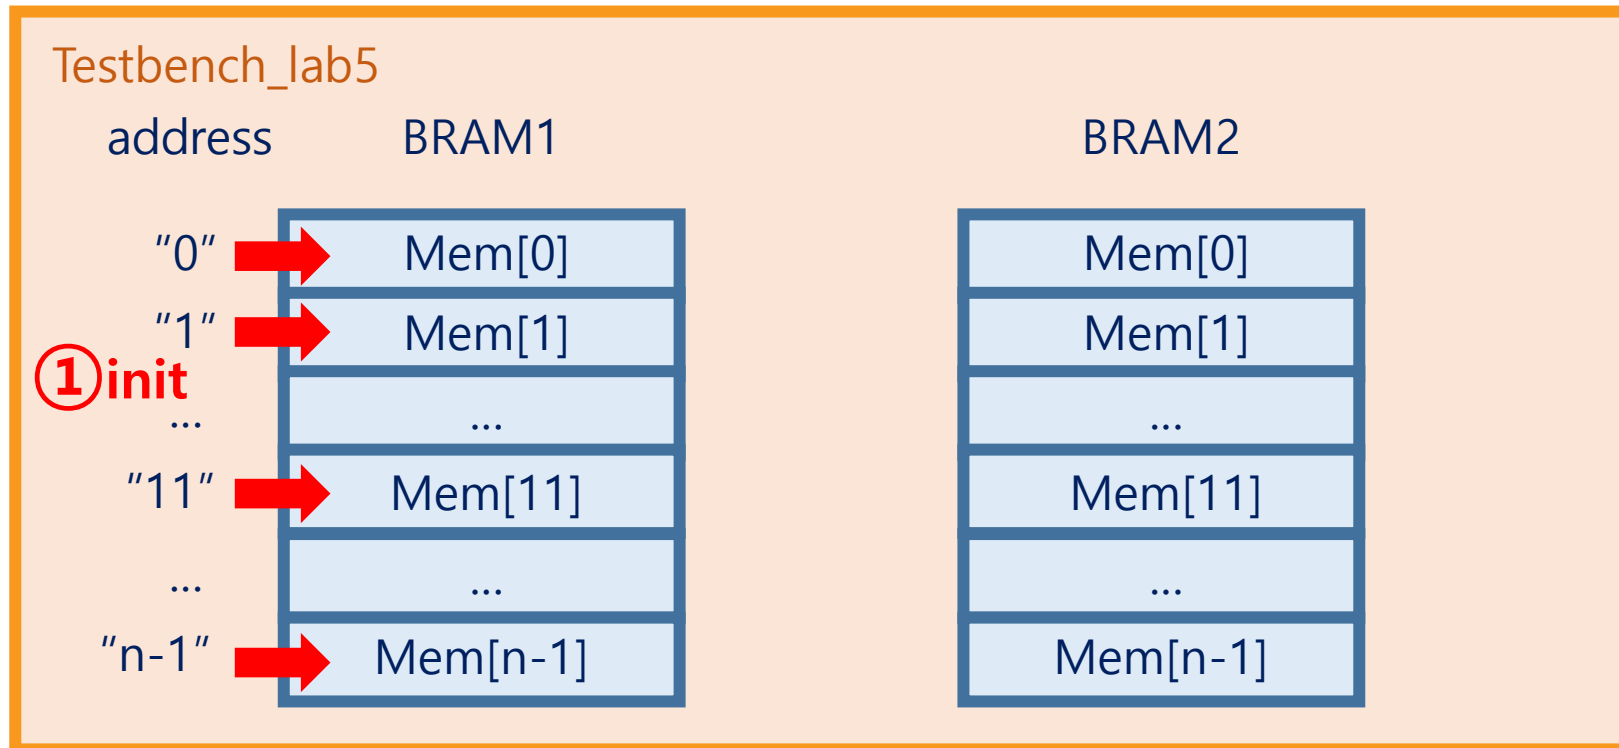 Testbench_lab5
address BRAM1 BRAM2
"0" Mem[0] Mem[0]
"1" Mem[1] Mem[1]
①init
... ... ...
"11" Mem[11] Mem[11]
... ... ...
"n-1" Mem[n-1] Mem[n-1]